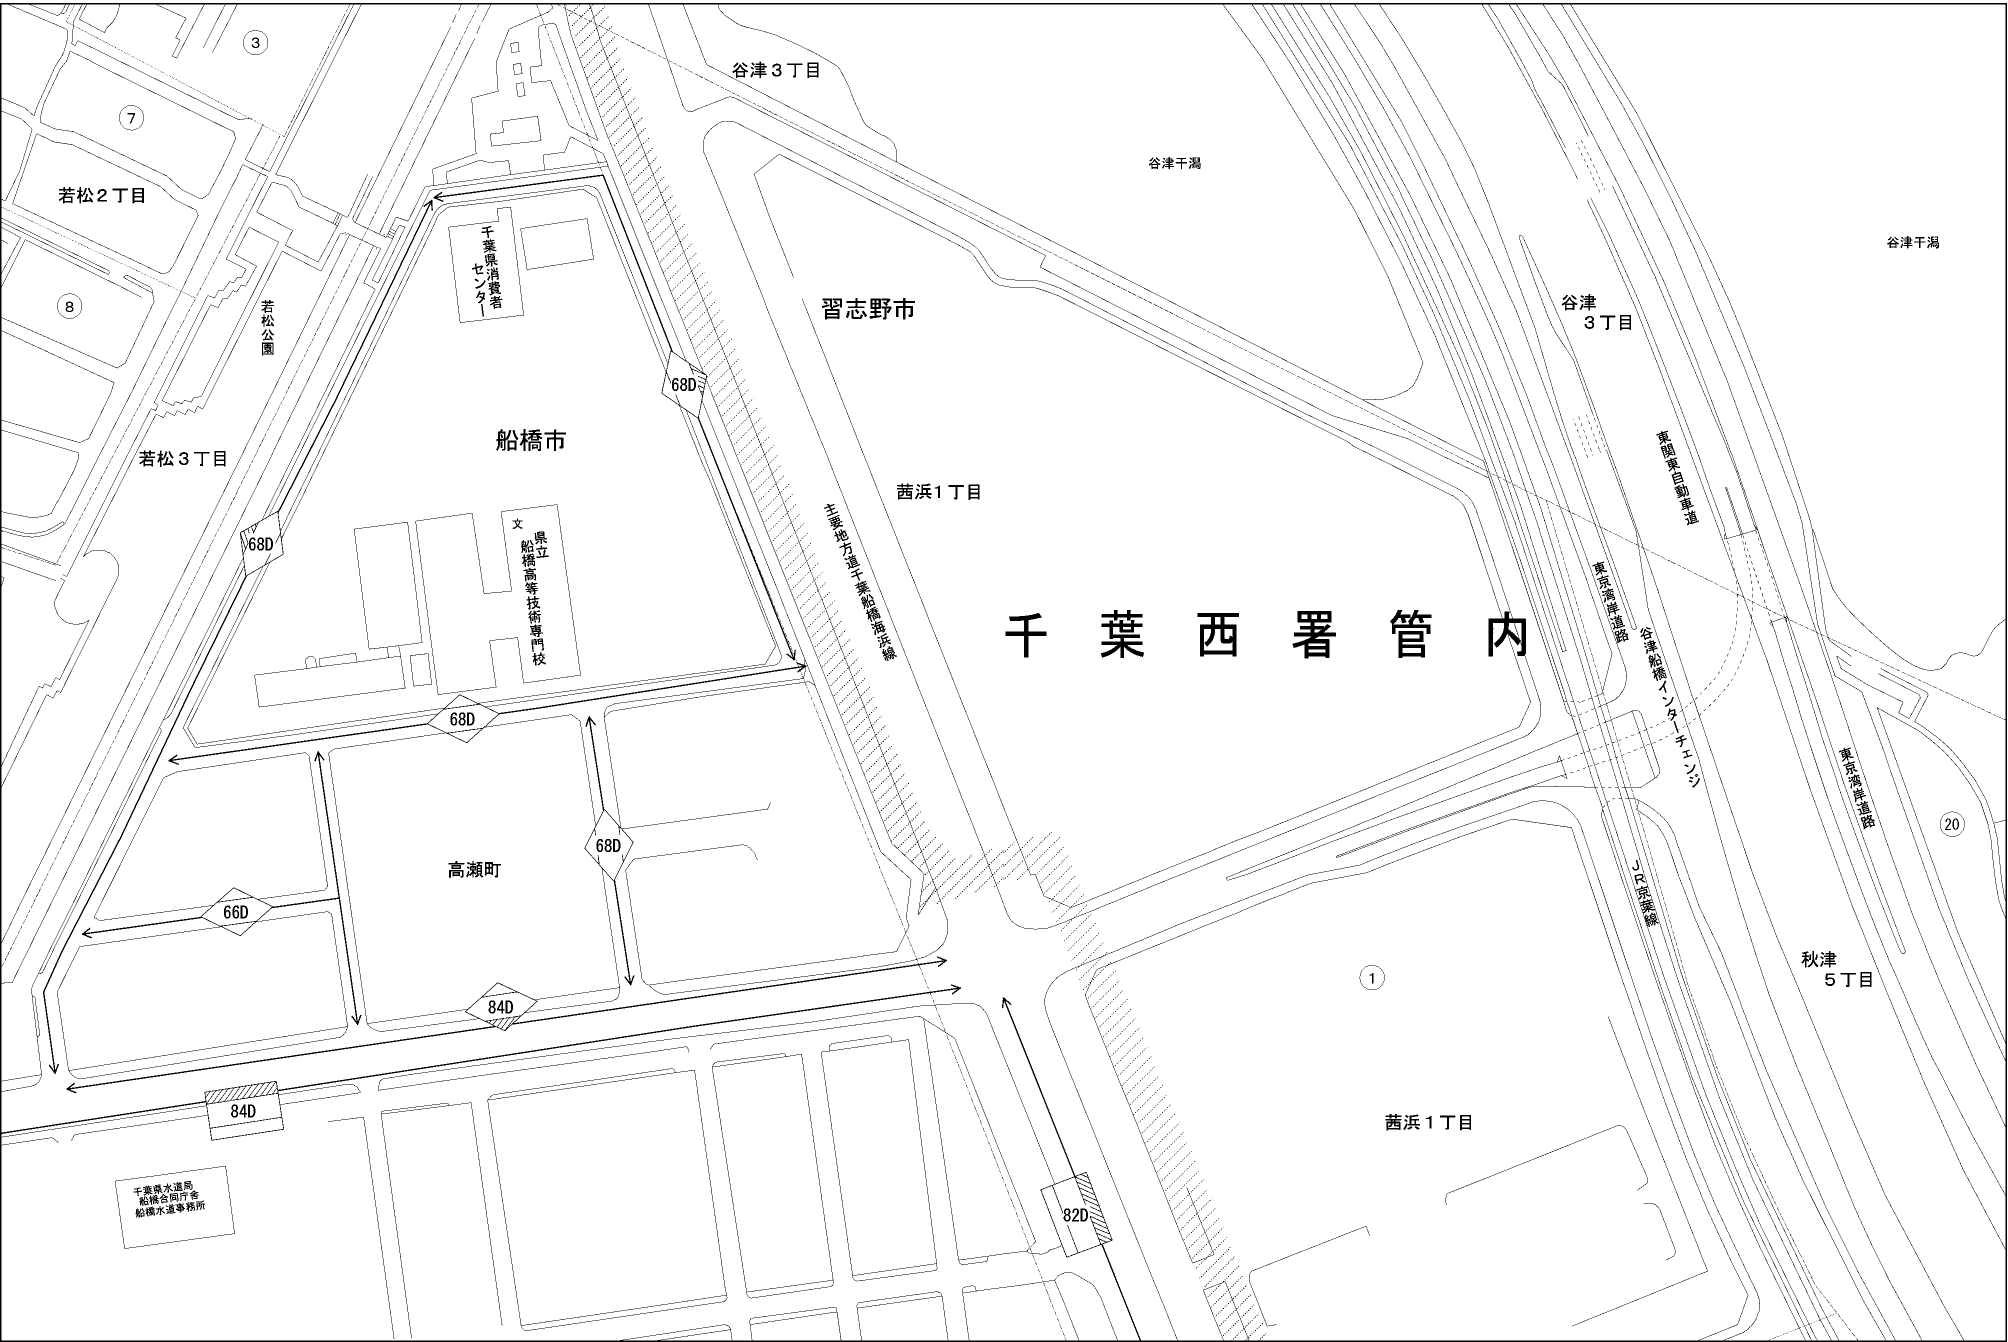 ③
谷津３丁目
⑦
谷津干潟
若松２丁目
千葉県消費者
センター
谷津干潟
⑧
若松公園
習志野市
谷津
３丁目
68D
船橋市
若松３丁目
東関東自動車道
茜浜１丁目
主要地方道千葉船橋海浜線
文
県立
船橋高等技術専門校
68D
東京湾岸道路
千葉西署管内
谷津船橋インターチェンジ
68D
東京湾岸道路
⑳
68D
高瀬町
JR京葉線
66D
秋津
５丁目
①
84D
84D
茜浜１丁目
千葉県水道局
船橋合同庁舎
船橋水道事務所
82D